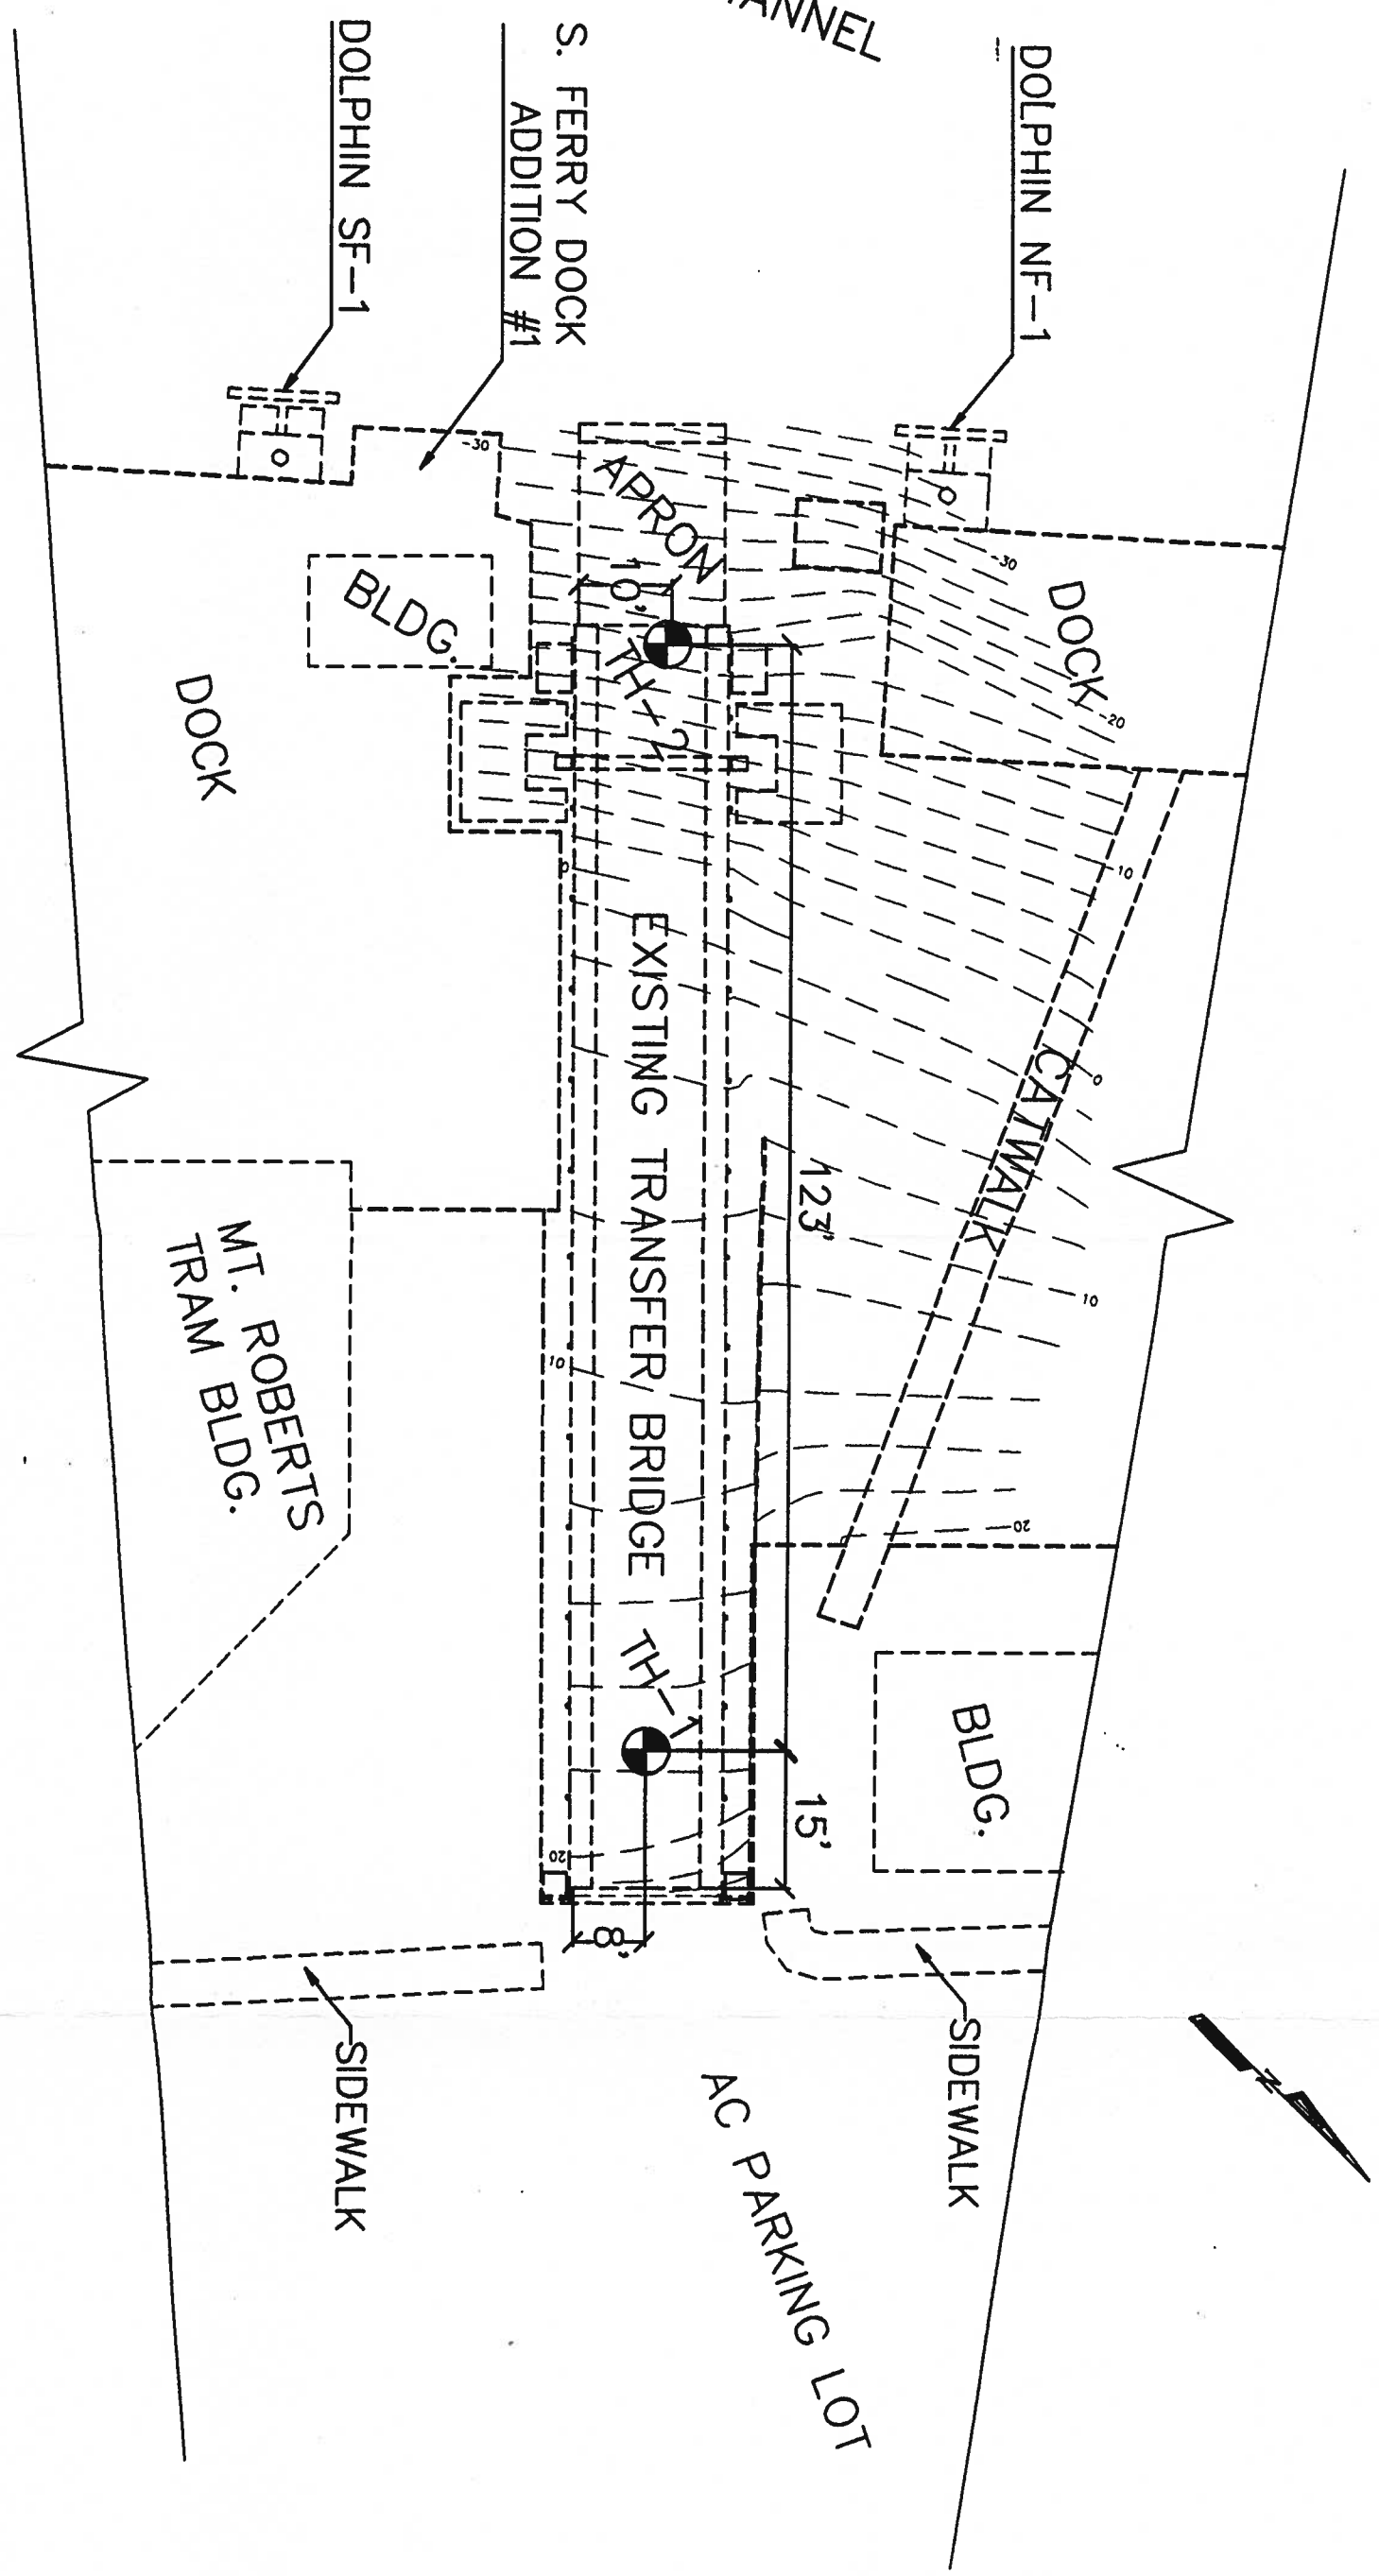 DOLPHIN NF-1
S. FERRY DOCK
ADDITION #1
DOLPHIN SF-1
-30
-30
APRON
10'
BLDG.
DOCK
-20
TH-2
DOCK
10
0
EXISTING TRANSFER BRIDGE
CATWALK
0
123'
10
MT. ROBERTS
TRAM BLDG.
10
20
TH-1
BLDG.
15'
20
8'
SIDEWALK
SIDEWALK
N
AC PARKING LOT